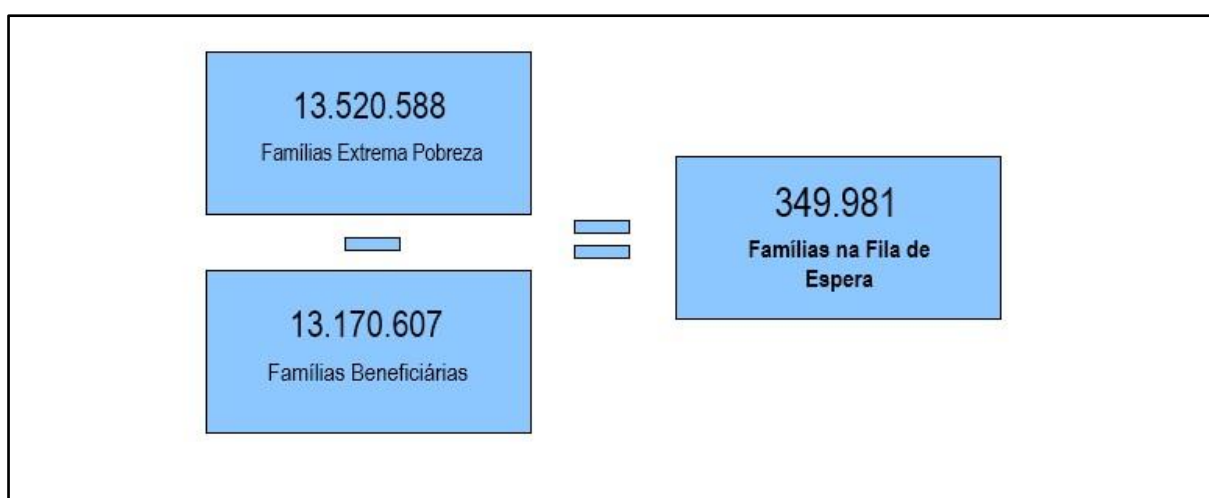 13.520.588
Famílias Extrema Pobreza
13.170.607
Famílias Beneficiárias
349.981
Famílias na Fila de
Espera